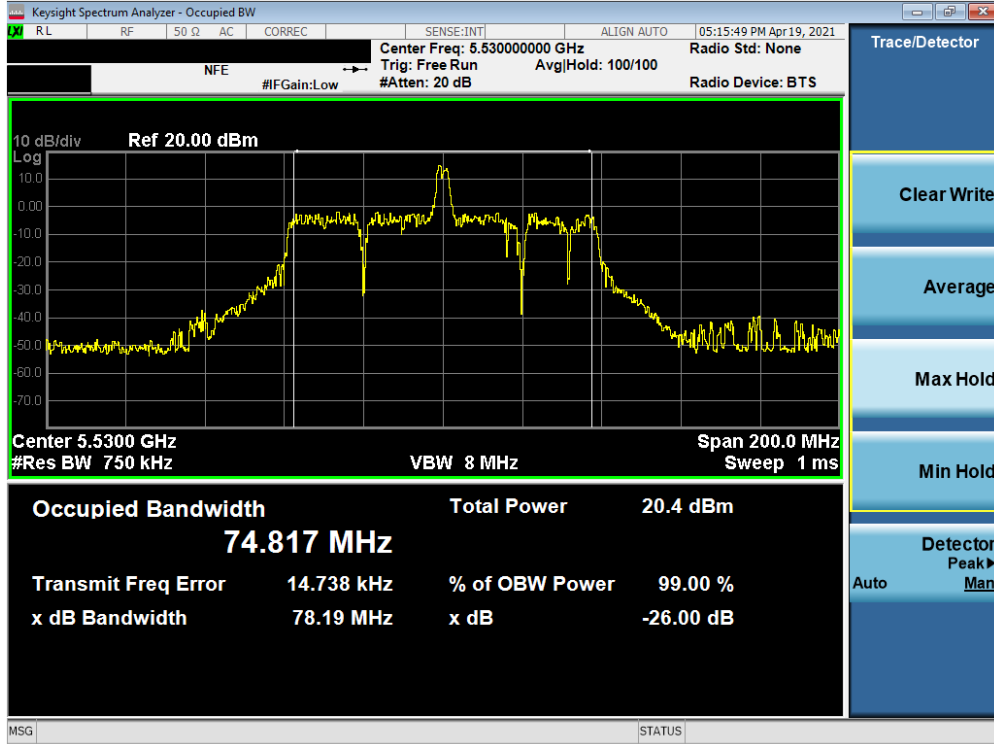 Keysight Spectrum Analyzer - Occupied BW
LXI RL RF 50 Ω AC CORREC SENSE:INT ALIGN AUTO 05:15:49 PM Apr 19, 2021
Center Freq: 5.530000000 GHz Radio Std: None
NFE Trig: Free Run Avg|Hold: 100/100
#IFGain:Low #Atten: 20 dB Radio Device: BTS
Trace/Detector
10 dB/div Ref 20.00 dBm
Log
10.0
0.00
-10.0
-20.0
-30.0
-40.0
-50.0
-60.0
-70.0
Center 5.5300 GHz Span 200.0 MHz
#Res BW 750 kHz VBW 8 MHz Sweep 1 ms
Occupied Bandwidth Total Power 20.4 dBm
74.817 MHz
Transmit Freq Error 14.738 kHz % of OBW Power 99.00 %
x dB Bandwidth 78.19 MHz x dB -26.00 dB
Clear Write
Average
Max Hold
Min Hold
Detector
Peak▶
Auto Man
MSG STATUS